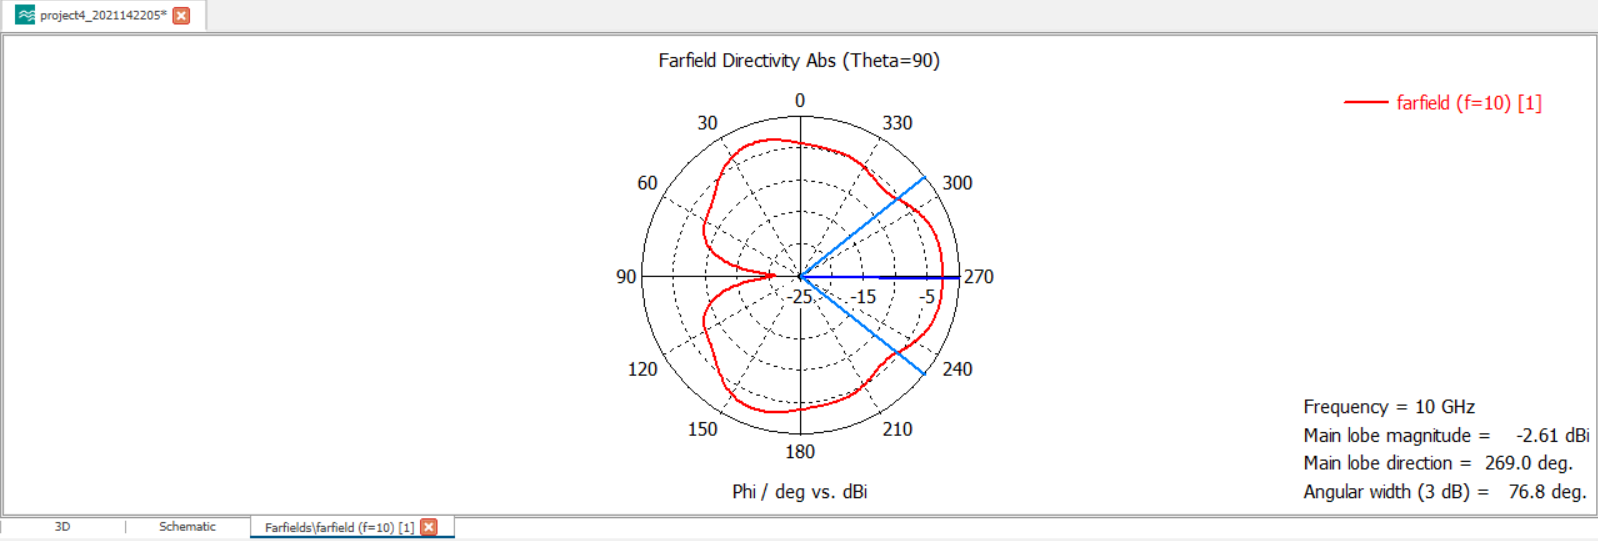 project4_2021142205*
Farfield Directivity Abs (Theta=90)
farfield (f=10) [1]
0
30
330
60
300
90
-25
-15
-5
270
120
240
150
210
180
Phi / deg vs. dBi
Frequency = 10 GHz
Main lobe magnitude = -2.61 dBi
Main lobe direction = 269.0 deg.
Angular width (3 dB) = 76.8 deg.
3D
Schematic
Farfields\farfield (f=10) [1]